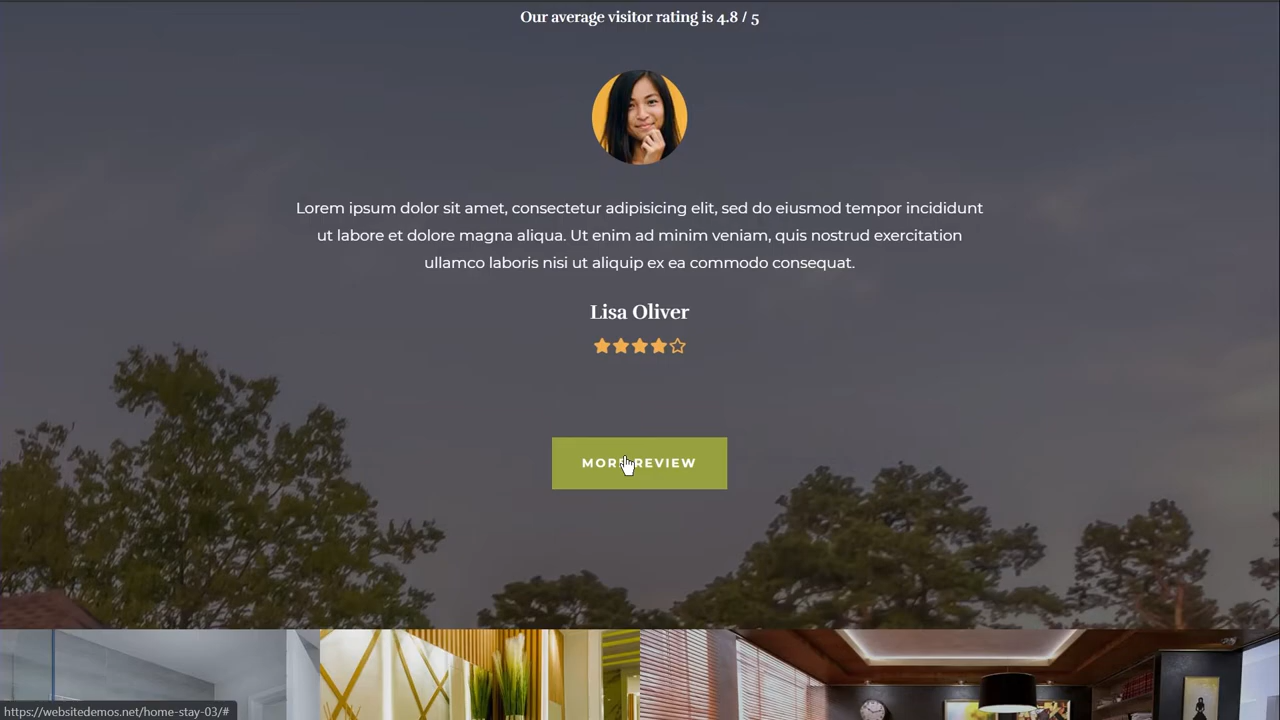 Our average visitor rating is 4.8 / 5
Lorem ipsum dolor sit amet, consectetur adipisicing elit, sed do eiusmod tempor incididunt
ut labore et dolore magna aliqua. Ut enim ad minim veniam, quis nostrud exercitation
ullamco laboris nisi ut aliquip ex ea commodo consequat.
Lisa Oliver
MORE REVIEW
https://websitedemos.net/home-stay-03/#